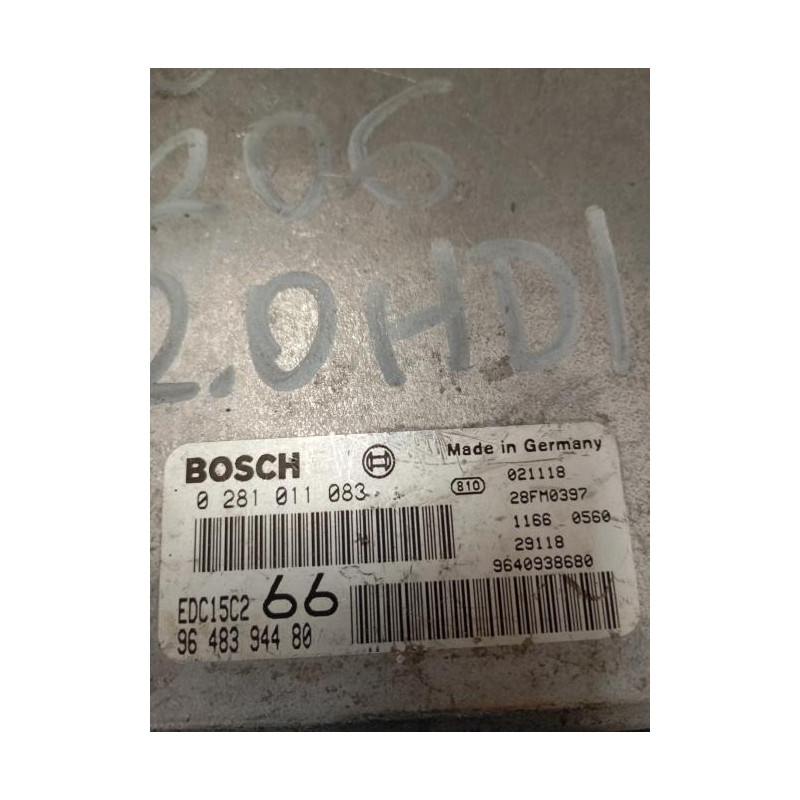 206
2.0HDI
BOSCH
Made in Germany
0 281 011 083
810
021118
28FM0397
1166 0560
29118
9640938680
EDC15C2 66
96 483 944 80